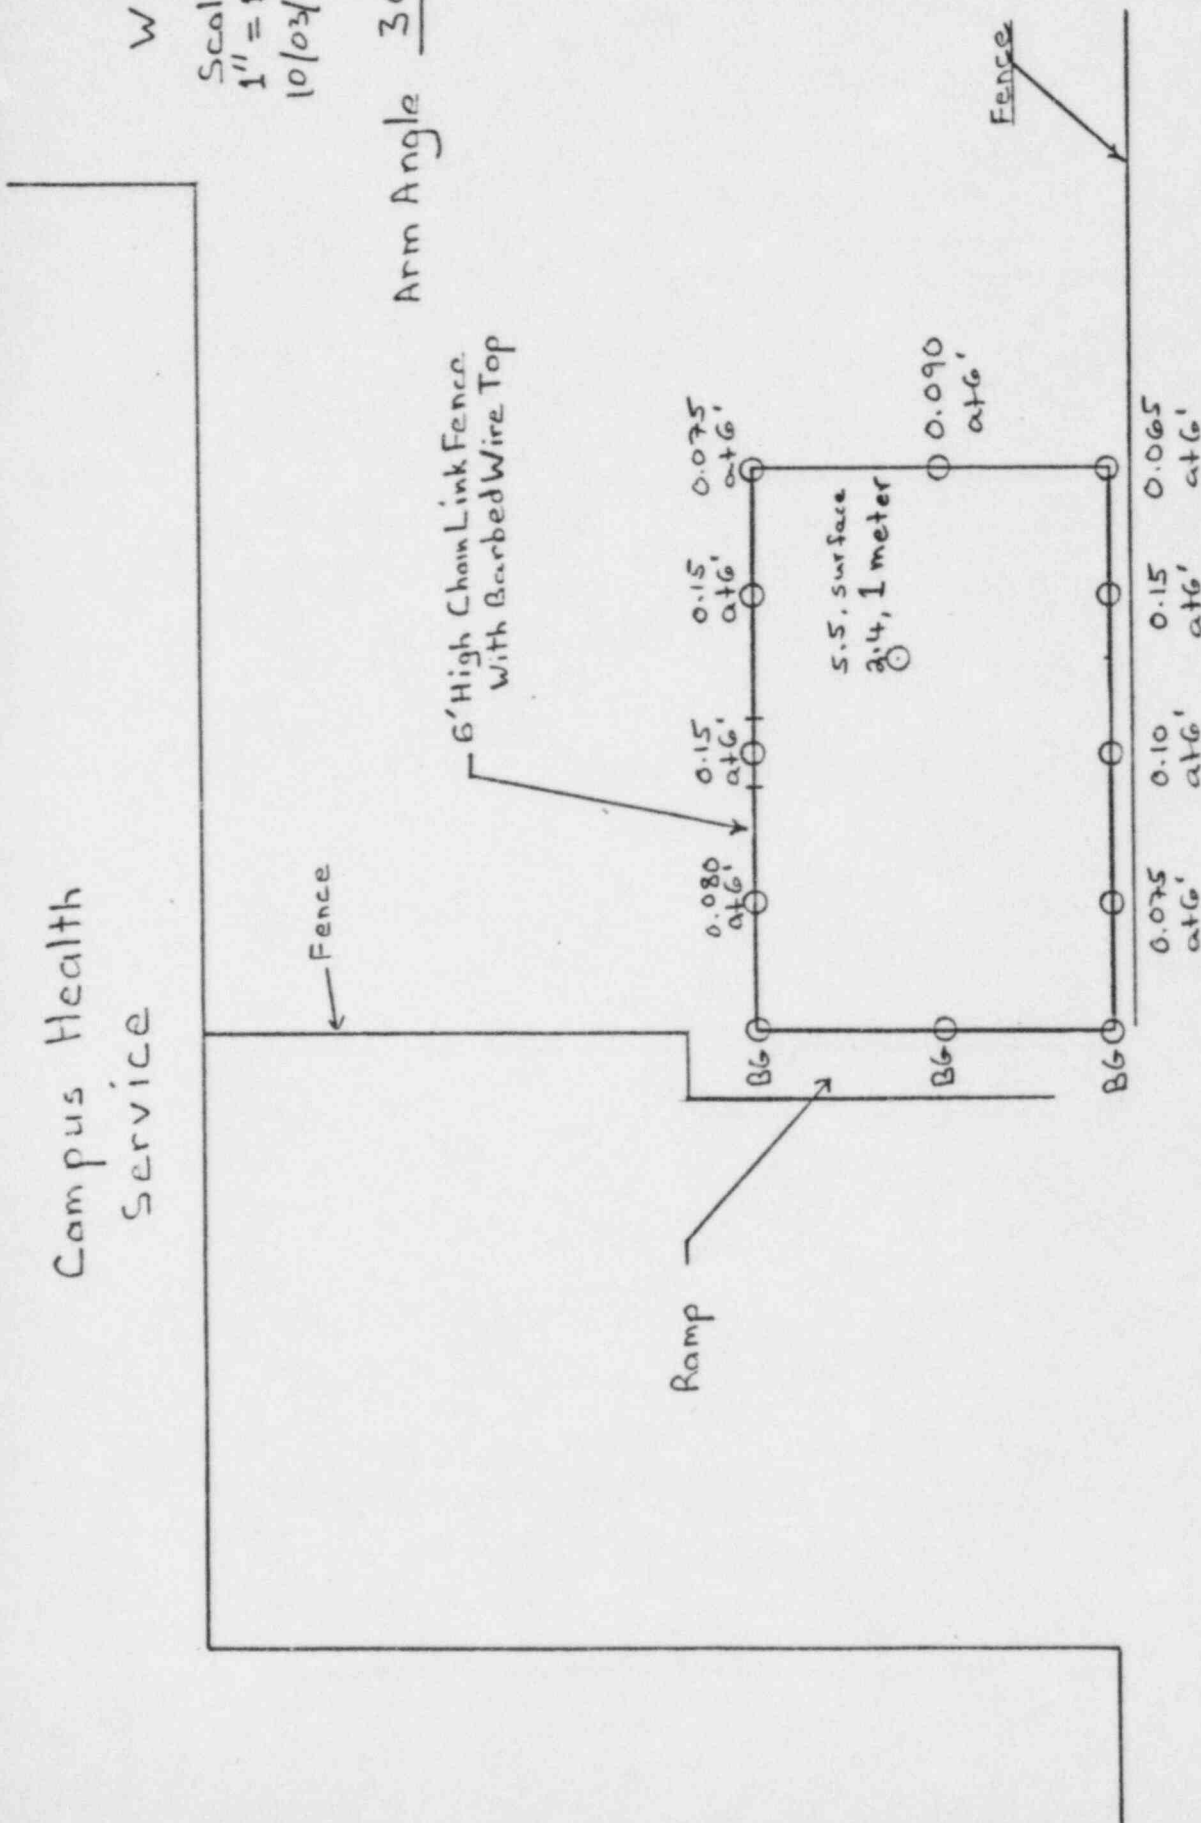 Campus Health
Service
W
Scal
1" =
10/03/
Arm Angle 3
Fence
6' High Chain Link Fence
With Barbed Wire Top
0.080
at 6'
0.15
at 6'
0.15
at 6'
0.075
at 6'
5.5, surface
2.4, 1 meter
0.090
at 6'
Fence
Ramp
BG
BG
BG
0.075
at 6'
0.10
at 6'
0.15
at 6'
0.065
at 6'